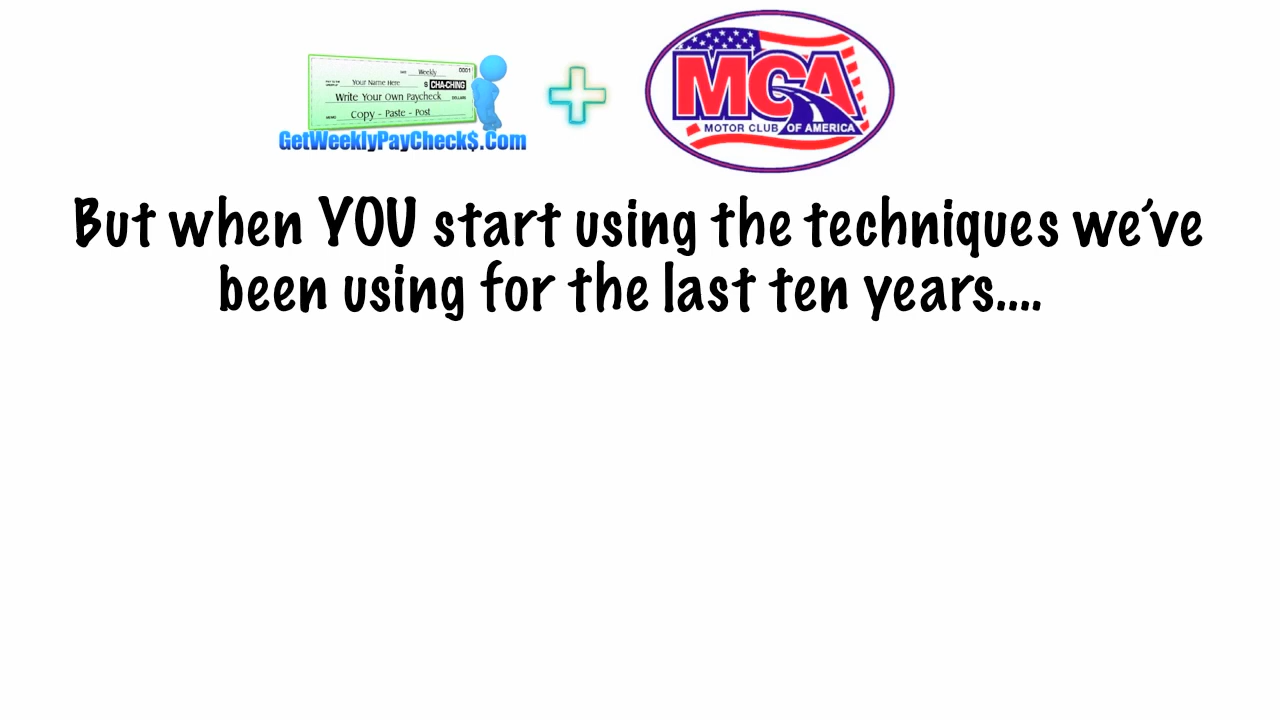 Weekly
0001
Your Name Here
$ CHA-CHING
Write Your Own Paycheck
DOLLARS
Copy - Paste - Post
GetWeeklyPayCheck$.Com
MCA
MOTOR CLUB OF AMERICA
But when YOU start using the techniques we've
been using for the last ten years....